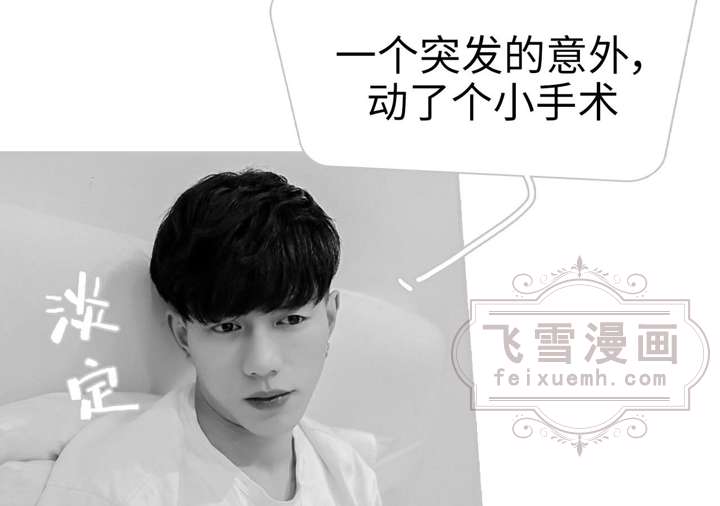 一个突发的意外，
动了个小手术
淡定
飞雪漫画
feixuemh.com